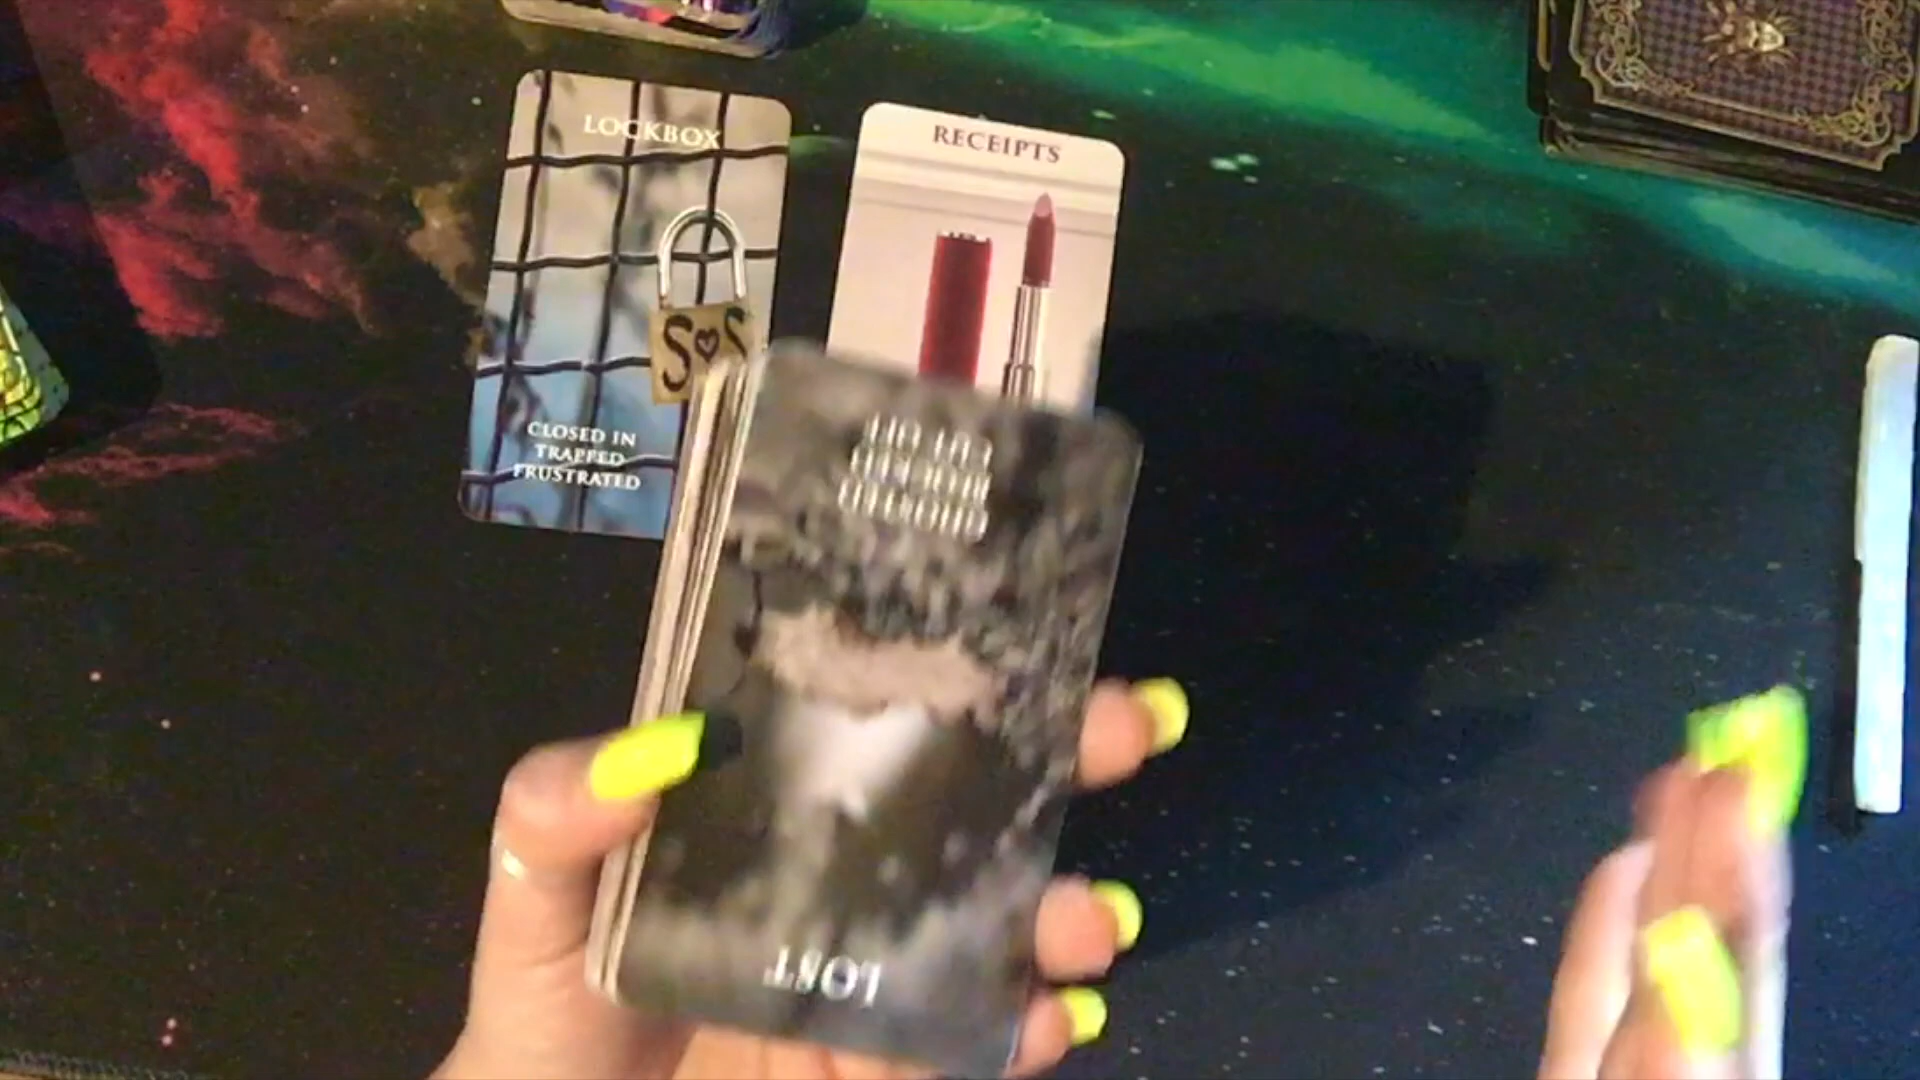 LOCKBOX
RECEIPTS
S♥S
CLOSED IN
TRAPPED
FRUSTRATED
LOST